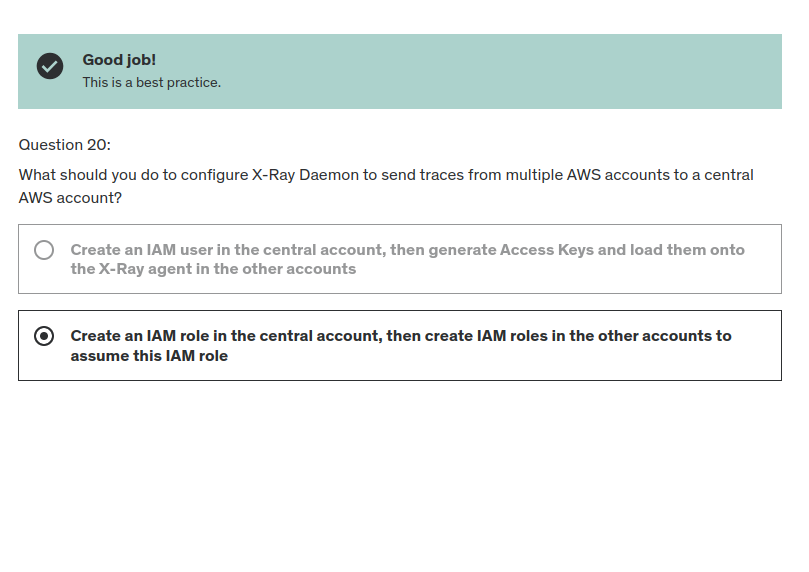 Good job!
This is a best practice.
Question 20:
What should you do to configure X-Ray Daemon to send traces from multiple AWS accounts to a central
AWS account?
Create an IAM user in the central account, then generate Access Keys and load them onto
the X-Ray agent in the other accounts
Create an IAM role in the central account, then create IAM roles in the other accounts to
assume this IAM role